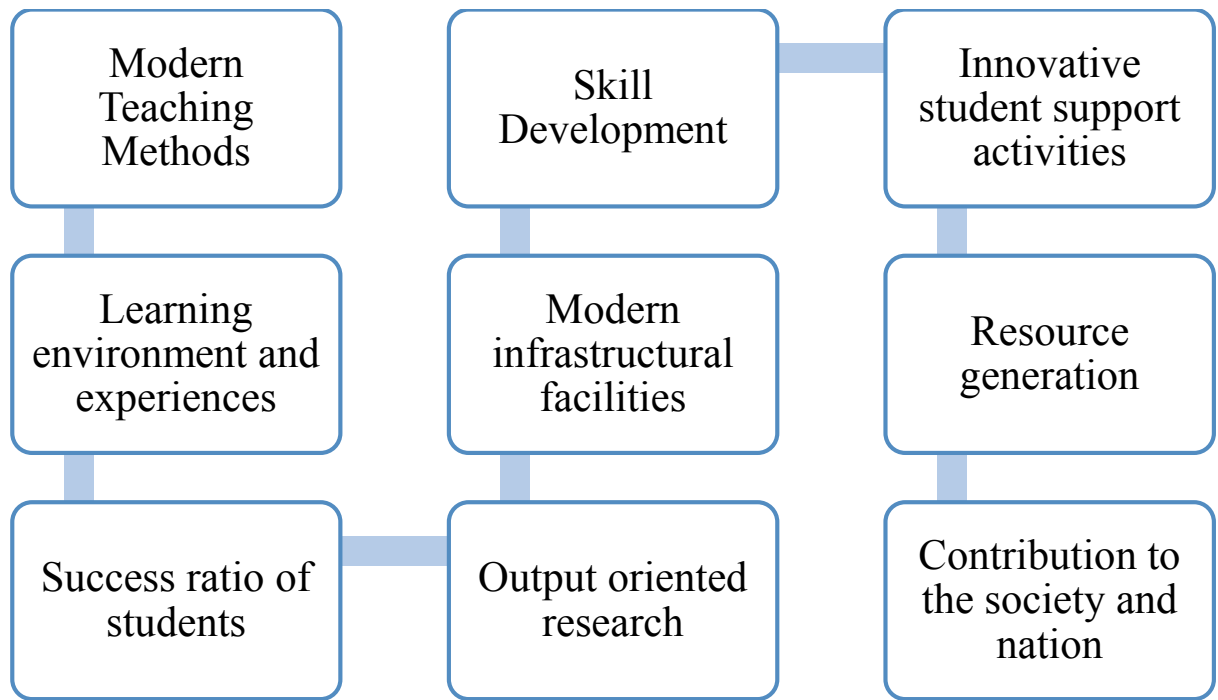 Modern
Teaching
Methods
Learning
environment and
experiences
Success ratio of
students
Output oriented
research
Modern
infrastructural
facilities
Skill
Development
Innovative
student support
activities
Resource
generation
Contribution to
the society and
nation